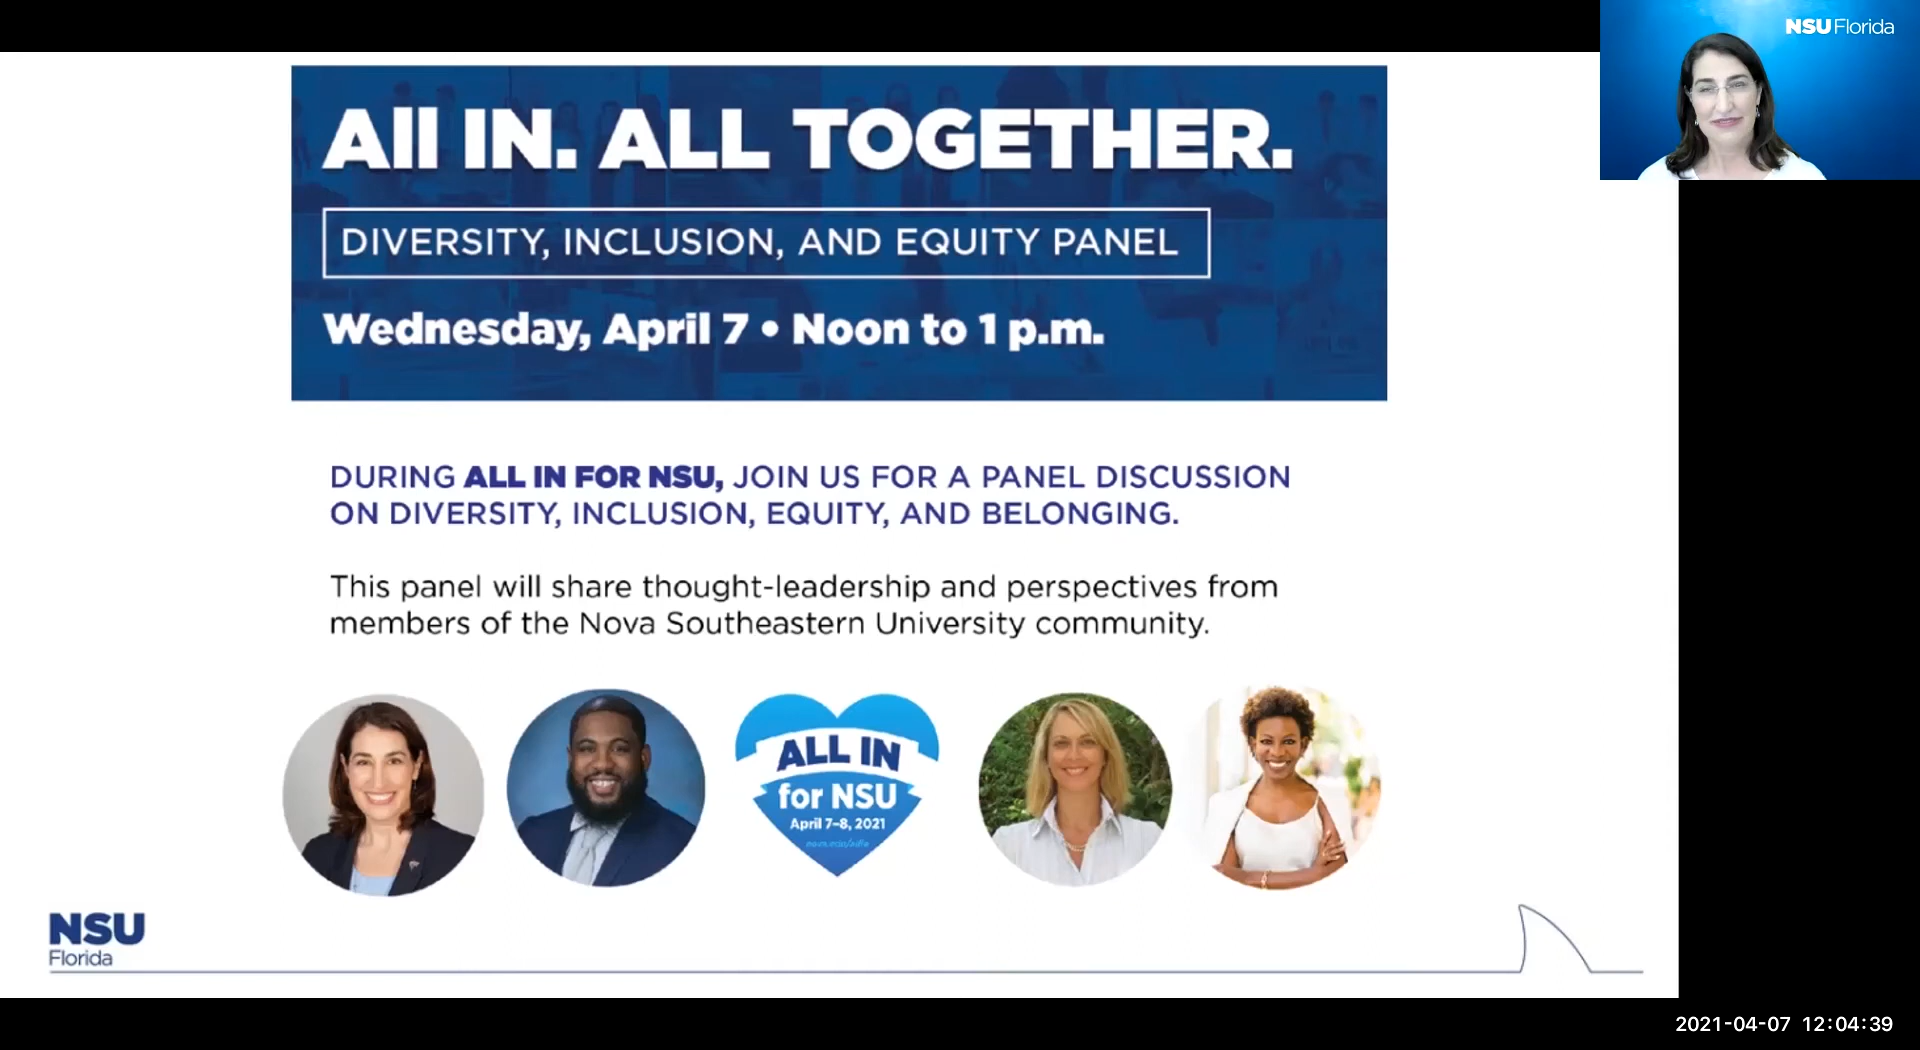 NSU Florida
All IN. ALL TOGETHER.
DIVERSITY, INCLUSION, AND EQUITY PANEL
Wednesday, April 7 • Noon to 1 p.m.
DURING ALL IN FOR NSU, JOIN US FOR A PANEL DISCUSSION
ON DIVERSITY, INCLUSION, EQUITY, AND BELONGING.
This panel will share thought-leadership and perspectives from
members of the Nova Southeastern University community.
ALL IN
for NSU
April 7–8, 2021
NSU
Florida
2021-04-07 12:04:39